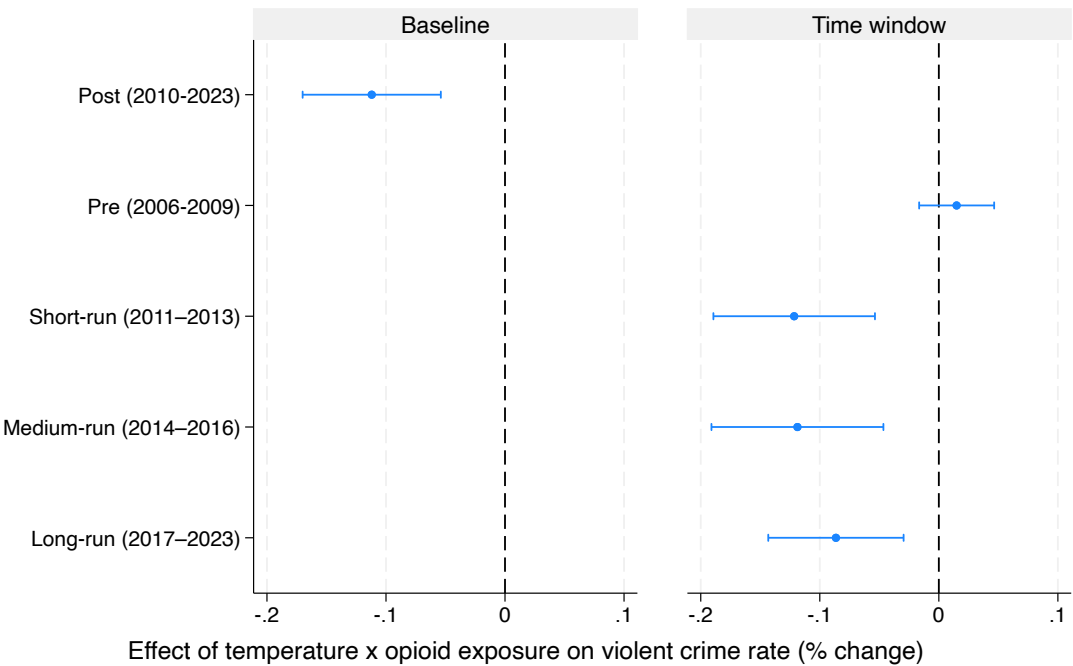 Baseline
Time window
Post (2010-2023)
Pre (2006-2009)
Short-run (2011–2013)
Medium-run (2014–2016)
Long-run (2017–2023)
-.2 -.1 0 .1
-.2 -.1 0 .1
Effect of temperature x opioid exposure on violent crime rate (% change)